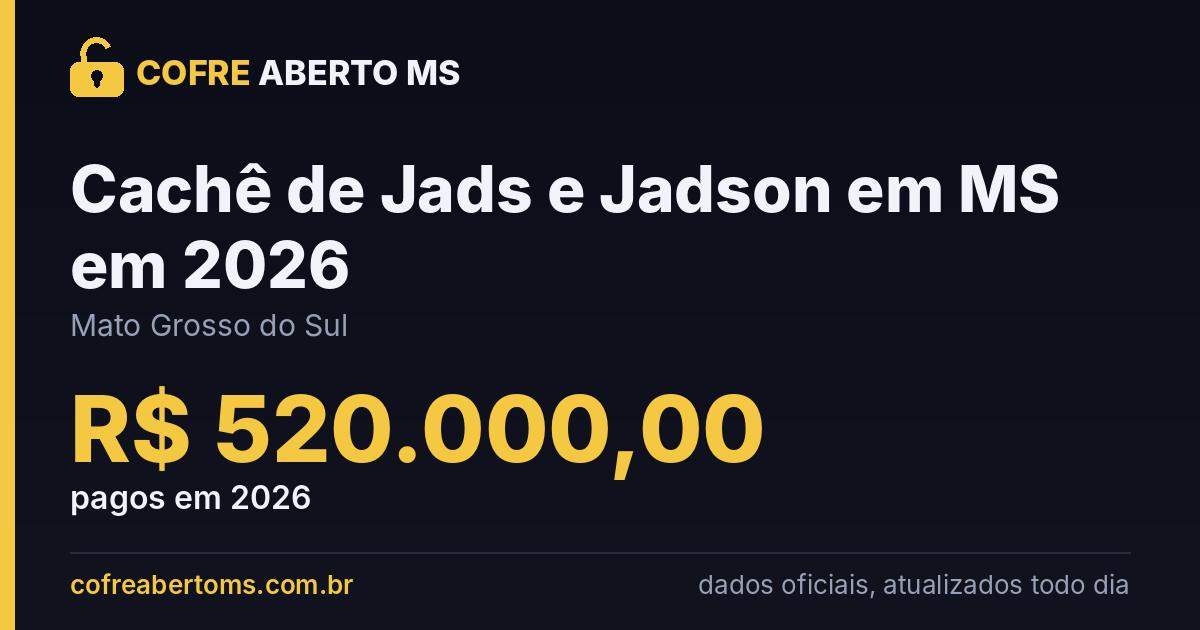 COFRE ABERTO MS
Cachê de Jads e Jadson em MS
em 2026
Mato Grosso do Sul
R$ 520.000,00
pagos em 2026
cofreabertoms.com.br
dados oficiais, atualizados todo dia